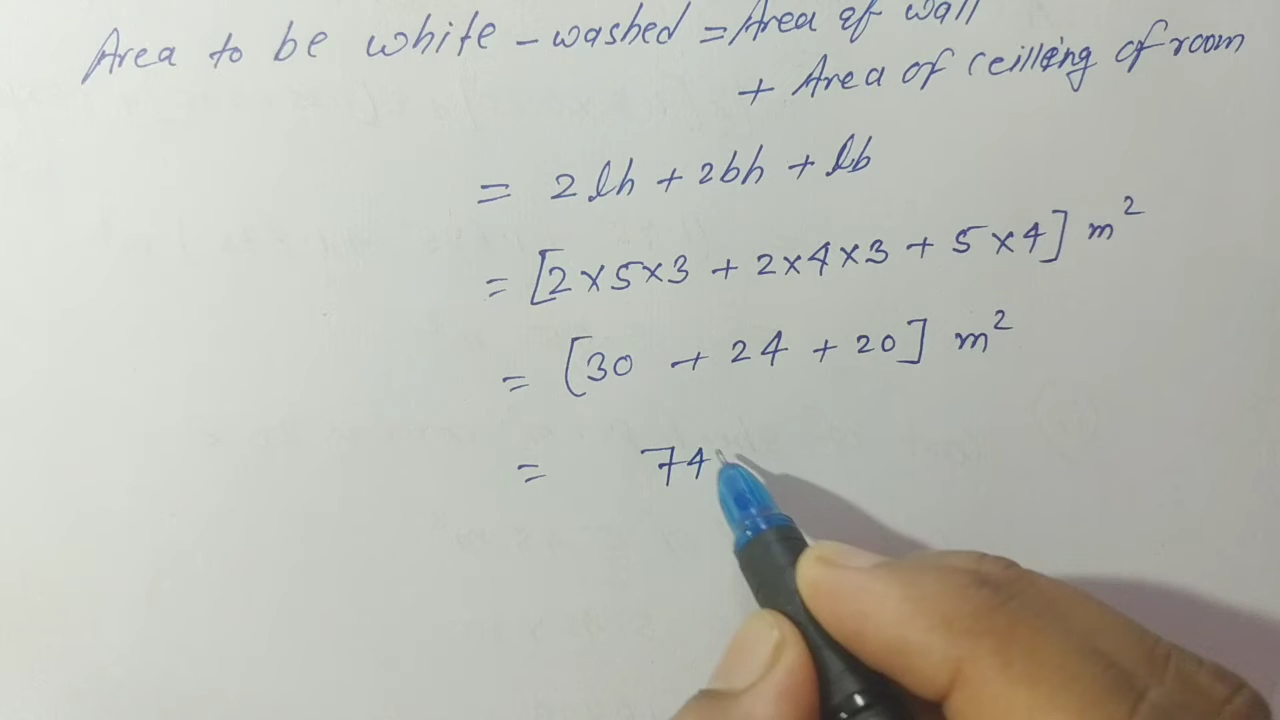 Area to be white-washed = Area of wall
+ Area of ceilling of room
= 2lh + 2bh + lb
= [2×5×3 + 2×4×3 + 5×4] m²
= [30 + 24 + 20] m²
= 74